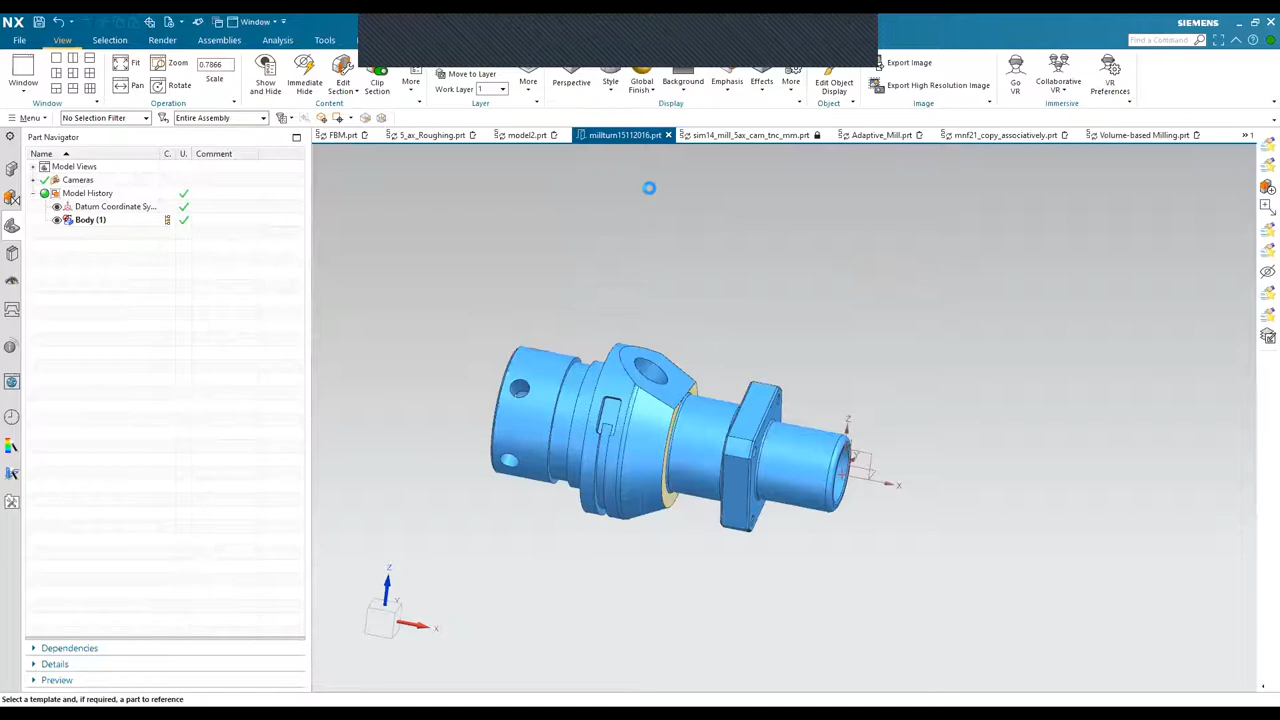 NX
Window
SIEMENS
File
View
Selection
Render
Assemblies
Analysis
Tools
Find a Command
Window
Fit
Zoom
0.7866
Pan
Rotate
Scale
Show and Hide
Immediate Hide
Edit Section
Clip Section
More
Move to Layer
Work Layer 1
More
Perspective
Style
Global Finish
Background
Emphasis
Effects
More
Edit Object Display
Export Image
Export High Resolution Image
Go VR
Collaborative VR
VR Preferences
Window
Operation
Content
Layer
Display
Object
Image
Immersive
Menu
No Selection Filter
Entire Assembly
Part Navigator
FBM.prt
5_ax_Roughing.prt
model2.prt
millturn15112016.prt
sim14_mill_5ax_cam_tnc_mm.prt
Adaptive_Mill.prt
mnf21_copy_associatively.prt
Volume-based Milling.prt
1
Name
C.
U.
Comment
Model Views
Cameras
Model History
Datum Coordinate Sy...
Body (1)
Z
X
Z
Y
X
Dependencies
Details
Preview
Select a template and, if required, a part to reference